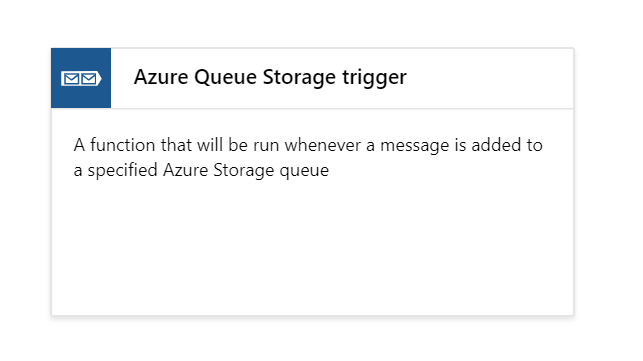 Azure Queue Storage trigger
A function that will be run whenever a message is added to
a specified Azure Storage queue